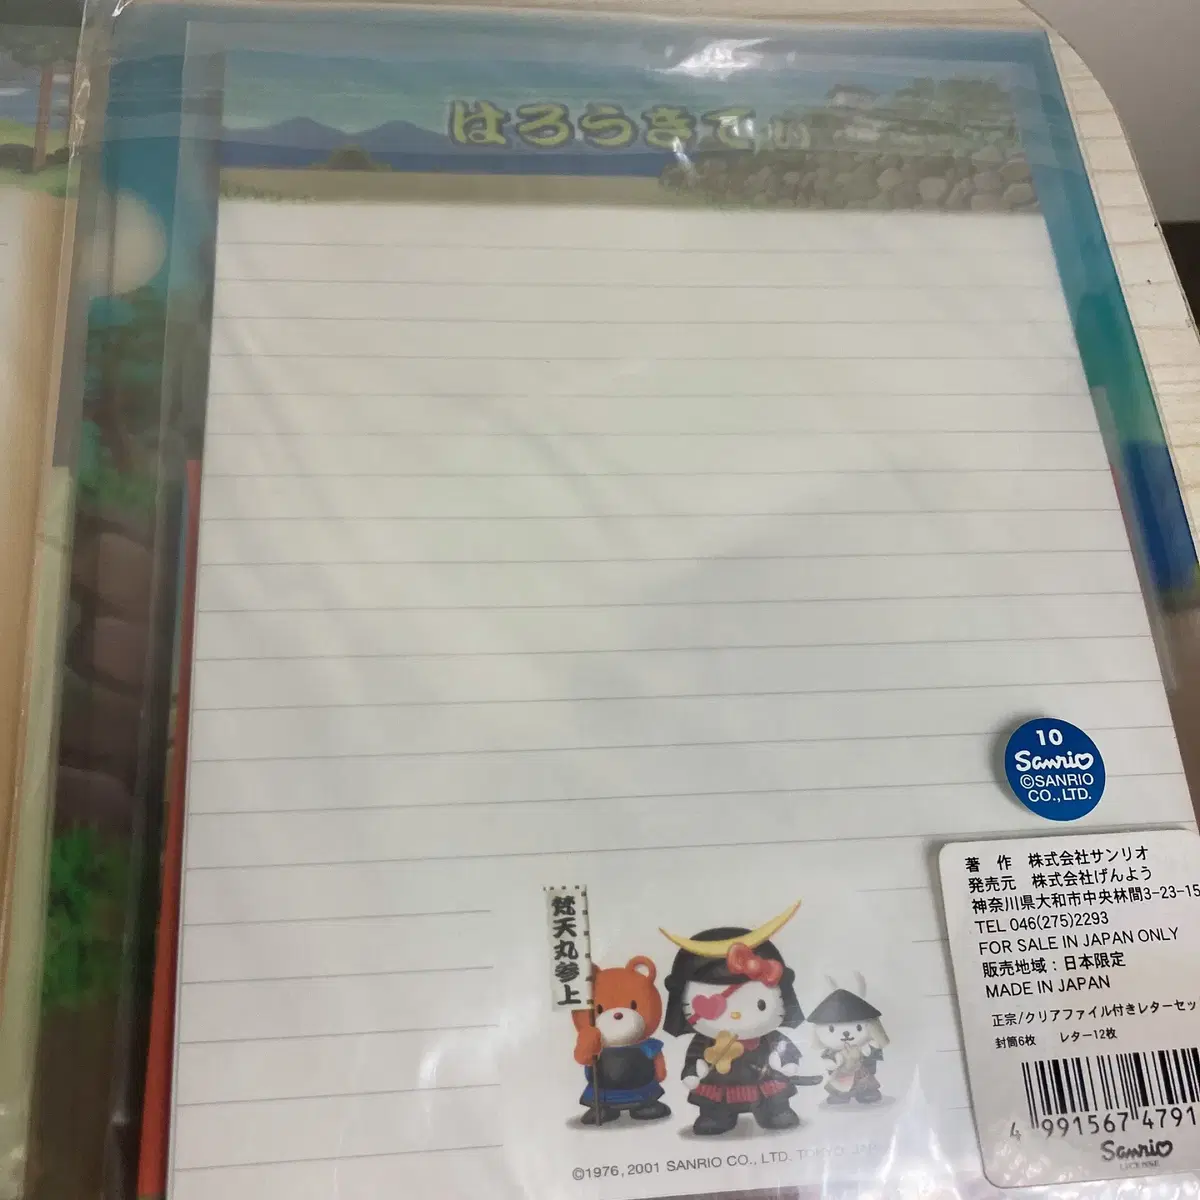 はろうきてぃ
10
Sanrio
©SANRIO
CO.,LTD.
著 作 株式会社サンリオ
発売元 株式会社げんよう
神奈川県大和市中央林間3-23-15
TEL 046(275)2293
FOR SALE IN JAPAN ONLY
販売地域:日本限定
MADE IN JAPAN
正宗/クリアファイル付きレターセッ
封筒6枚 レター12枚
4 991567 4791
Sanrio
LICENSE
梵天丸参上
©1976, 2001 SANRIO CO., LTD. TOKYO, JAP